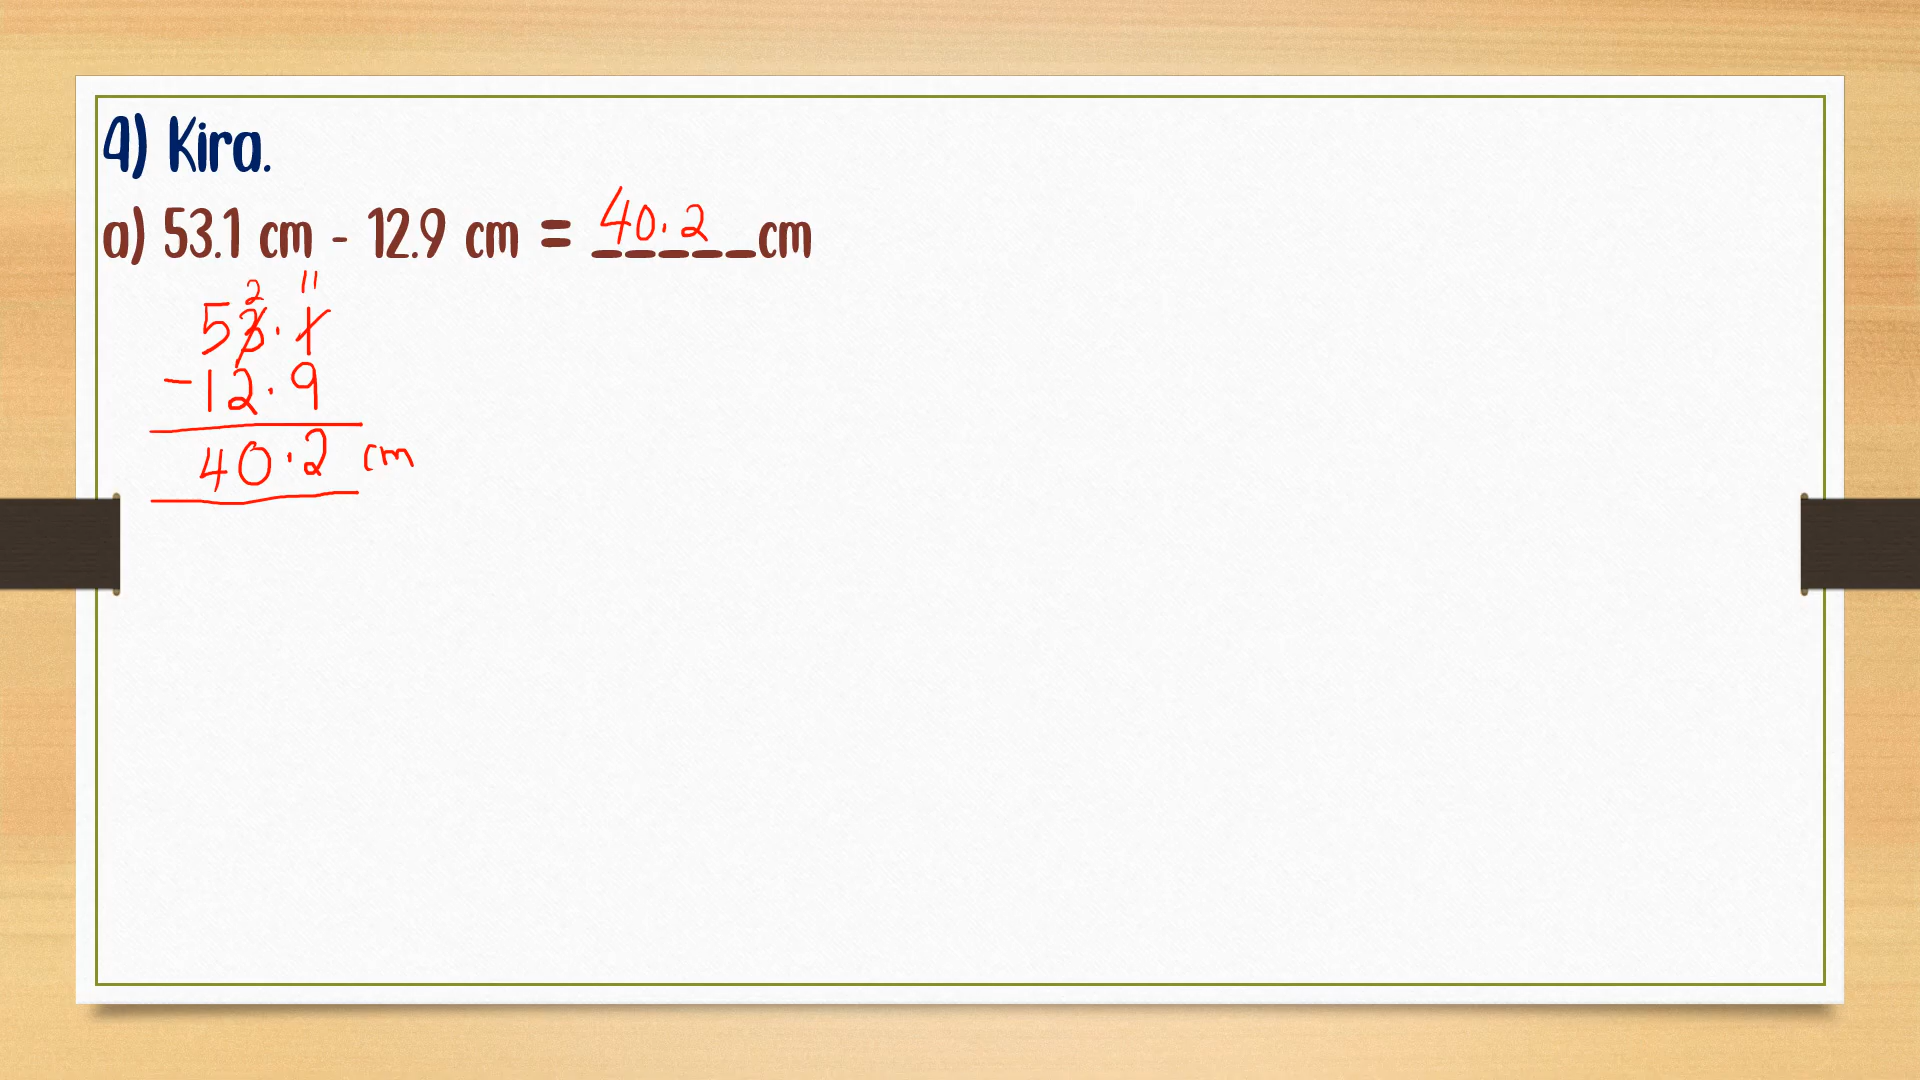 4) Kira.
a) 53.1 cm - 12.9 cm = 40.2 cm
2 11
53.1
-12.9
40.2 cm